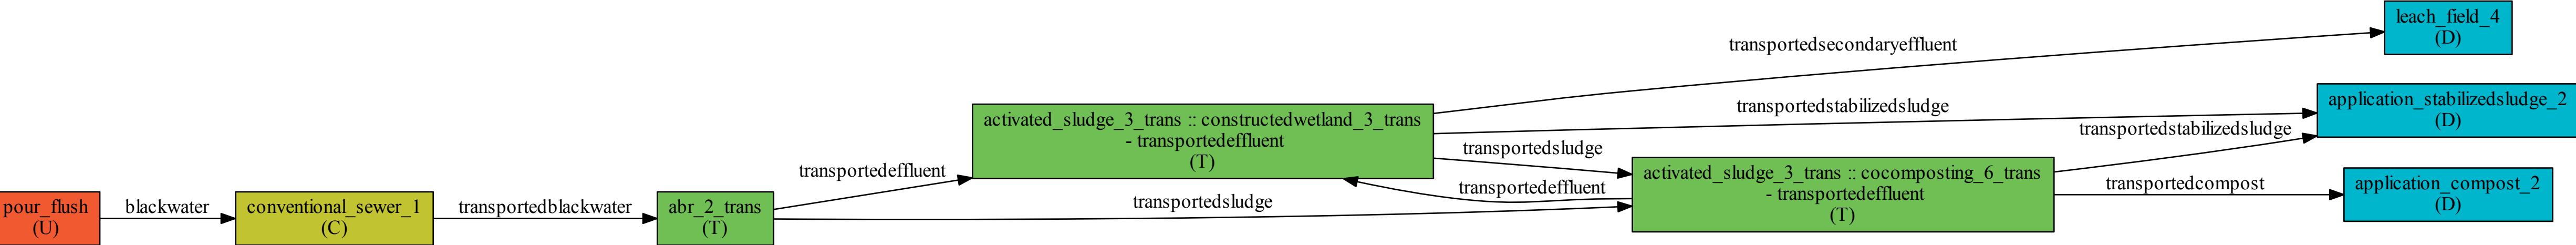 pour_flush
(U)
blackwater
conventional_sewer_1
(C)
transportedblackwater
abr_2_trans
(T)
transportedeffluent
transportedsludge
activated_sludge_3_trans :: constructedwetland_3_trans
- transportedeffluent
(T)
transportedsecondaryeffluent
transportedstabilizedsludge
transportedsludge
transportedeffluent
activated_sludge_3_trans :: cocomposting_6_trans
- transportedeffluent
(T)
transportedstabilizedsludge
transportedcompost
leach_field_4
(D)
application_stabilizedsludge_2
(D)
application_compost_2
(D)